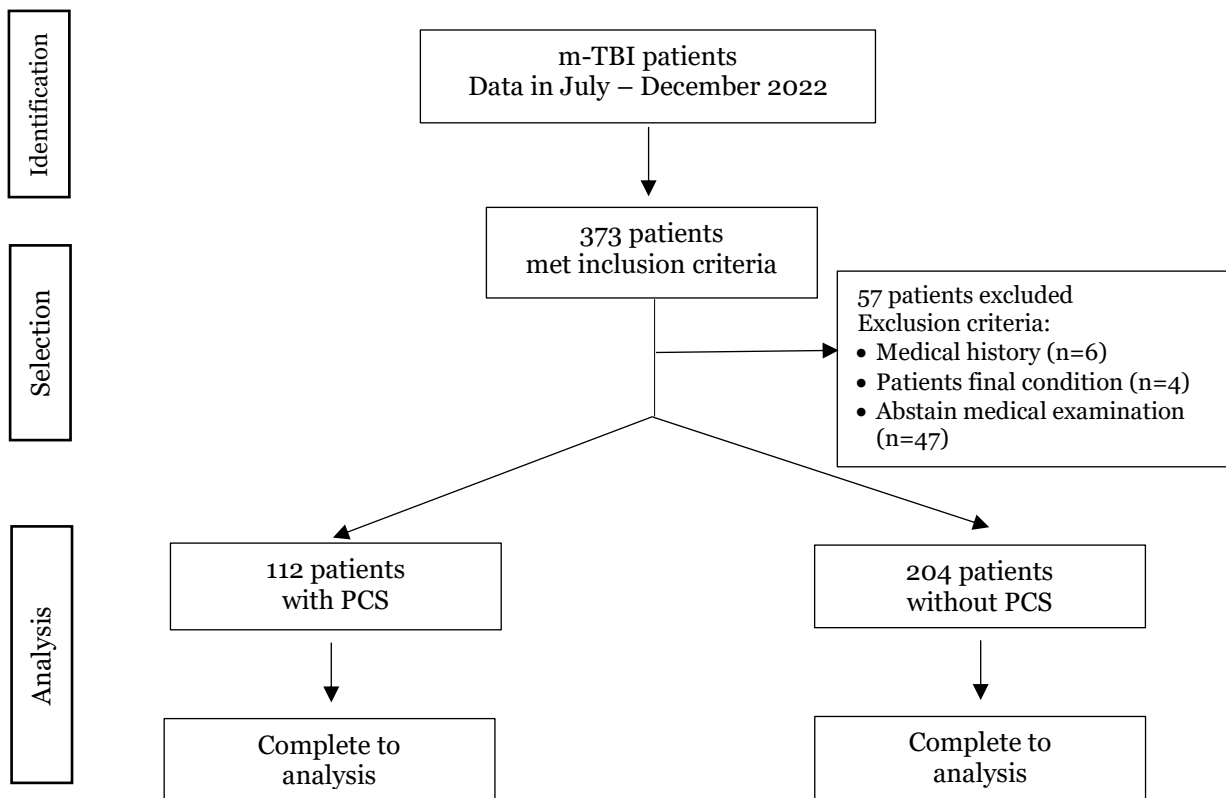 Identification
m-TBI patients
Data in July – December 2022
373 patients
met inclusion criteria
Selection
57 patients excluded
Exclusion criteria:
• Medical history (n=6)
• Patients final condition (n=4)
• Abstain medical examination
(n=47)
Analysis
112 patients
with PCS
204 patients
without PCS
Complete to
analysis
Complete to
analysis